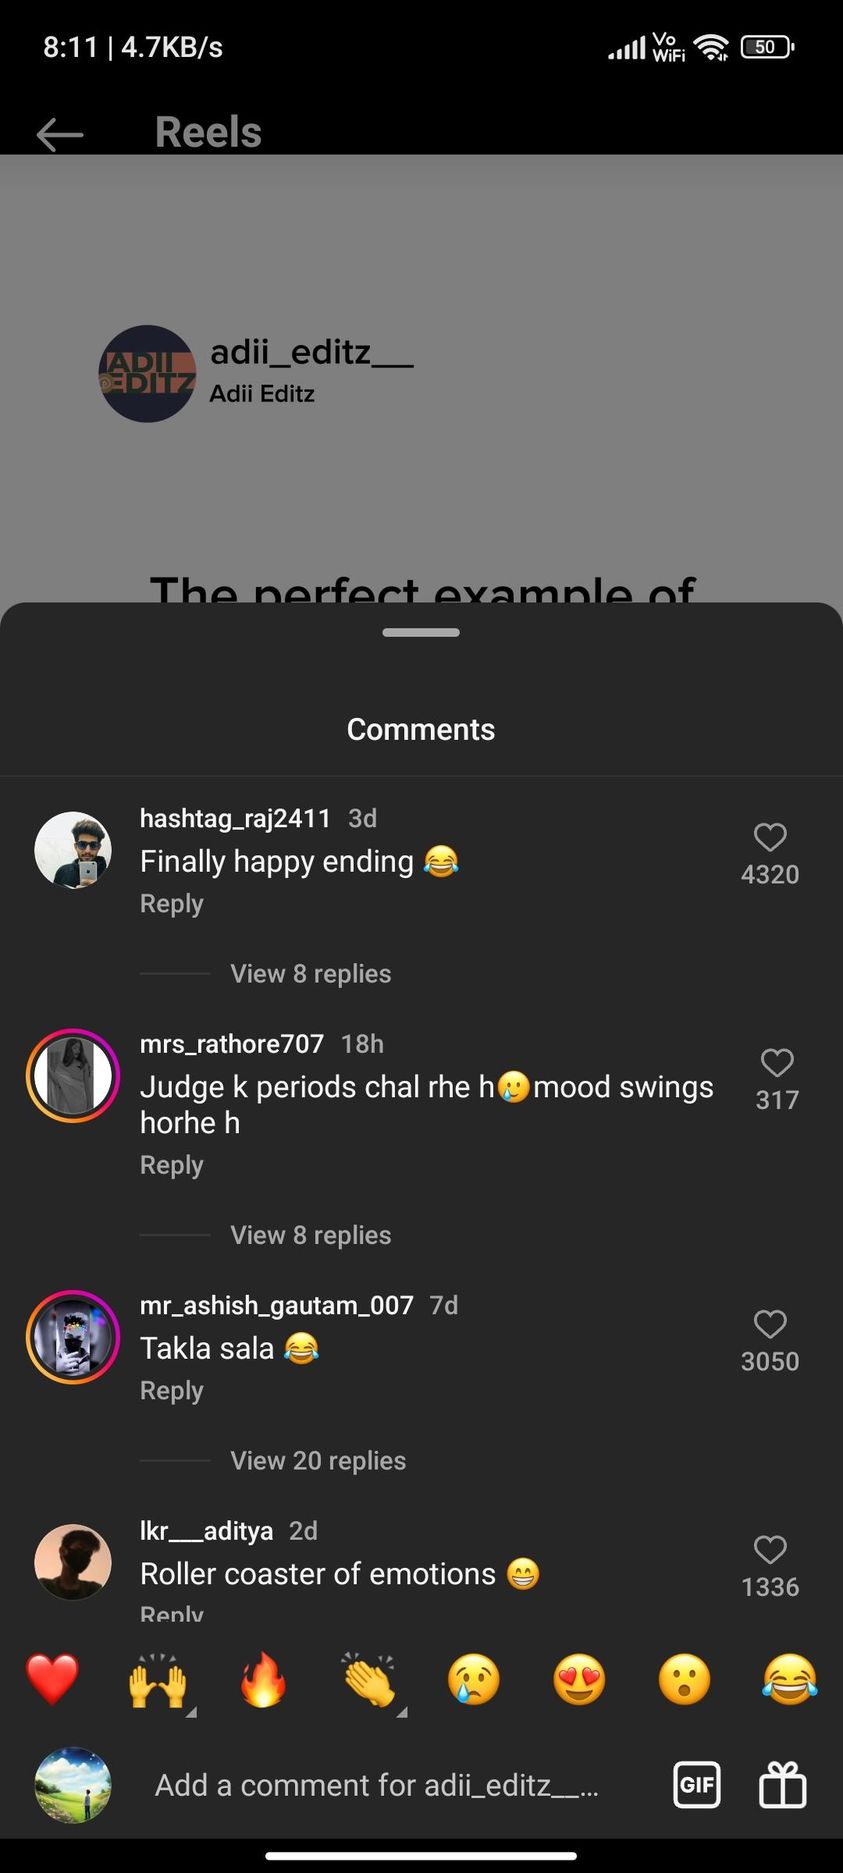 8:11 | 4.7KB/s
Vo
WiFi
50
Reels
ADII
EDITZ
adii_editz__
Adii Editz
The perfect example of
Comments
hashtag_raj2411 3d
Finally happy ending 😂
4320
Reply
View 8 replies
mrs_rathore707 18h
Judge k periods chal rhe h🥲mood swings
horhe h
317
Reply
View 8 replies
mr_ashish_gautam_007 7d
Takla sala 😂
3050
Reply
View 20 replies
lkr___aditya 2d
Roller coaster of emotions 😁
1336
Reply
❤️ 🙌 🔥 👏 😢 😍 😮 😂
Add a comment for adii_editz__...
GIF